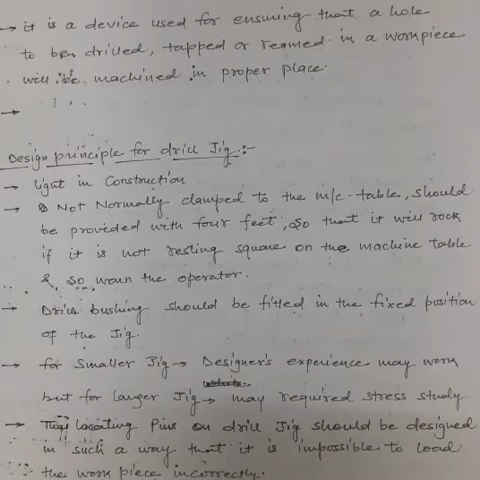 → it is a device used for ensuring that a hole
to be drilled, tapped or reamed in a workpiece
will be machined in proper place.
→
Design principle for drill Jig:-
→ light in Construction
→ Not Normally clamped to the m/c table, should
be provided with four feet, so that it will rock
if it is not resting square on the machine table
& so warn the operator.
→ Drill bushing should be fitted in the fixed position
of the Jig.
→ for Smaller Jig → Designer's experience may work
but for larger Jig → may required stress study
→ locating Pins on drill Jig should be designed
in such a way that it is impossible to load
the work piece incorrectly.